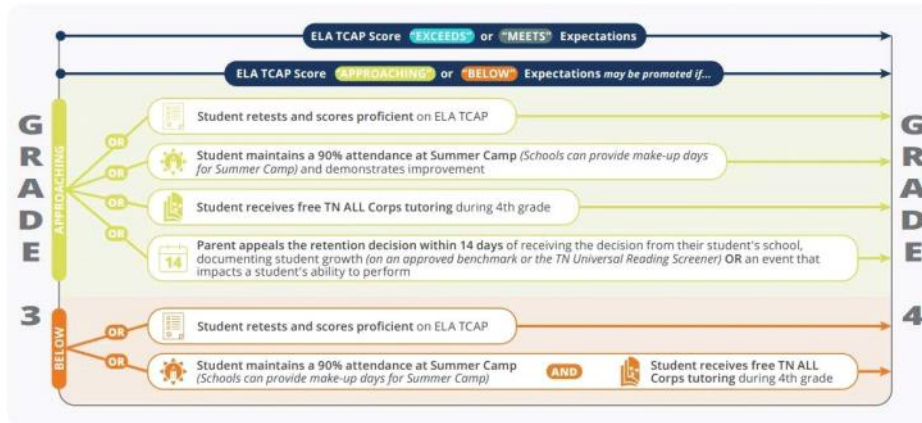 ELA TCAP Score "EXCEEDS" or "MEETS" Expectations
ELA TCAP Score "APPROACHING" or "BELOW" Expectations may be promoted if...
GRADE 3
APPROACHING
OR
Student retests and scores proficient on ELA TCAP
OR
Student maintains a 90% attendance at Summer Camp (Schools can provide make-up days
for Summer Camp) and demonstrates improvement
OR
Student receives free TN ALL Corps tutoring during 4th grade
OR
14
Parent appeals the retention decision within 14 days of receiving the decision from their student's school,
documenting student growth (on an approved benchmark or the TN Universal Reading Screener) OR an event that
impacts a student's ability to perform
BELOW
OR
Student retests and scores proficient on ELA TCAP
OR
Student maintains a 90% attendance at Summer Camp
(Schools can provide make-up days for Summer Camp)
AND
Student receives free TN ALL
Corps tutoring during 4th grade
GRADE 4